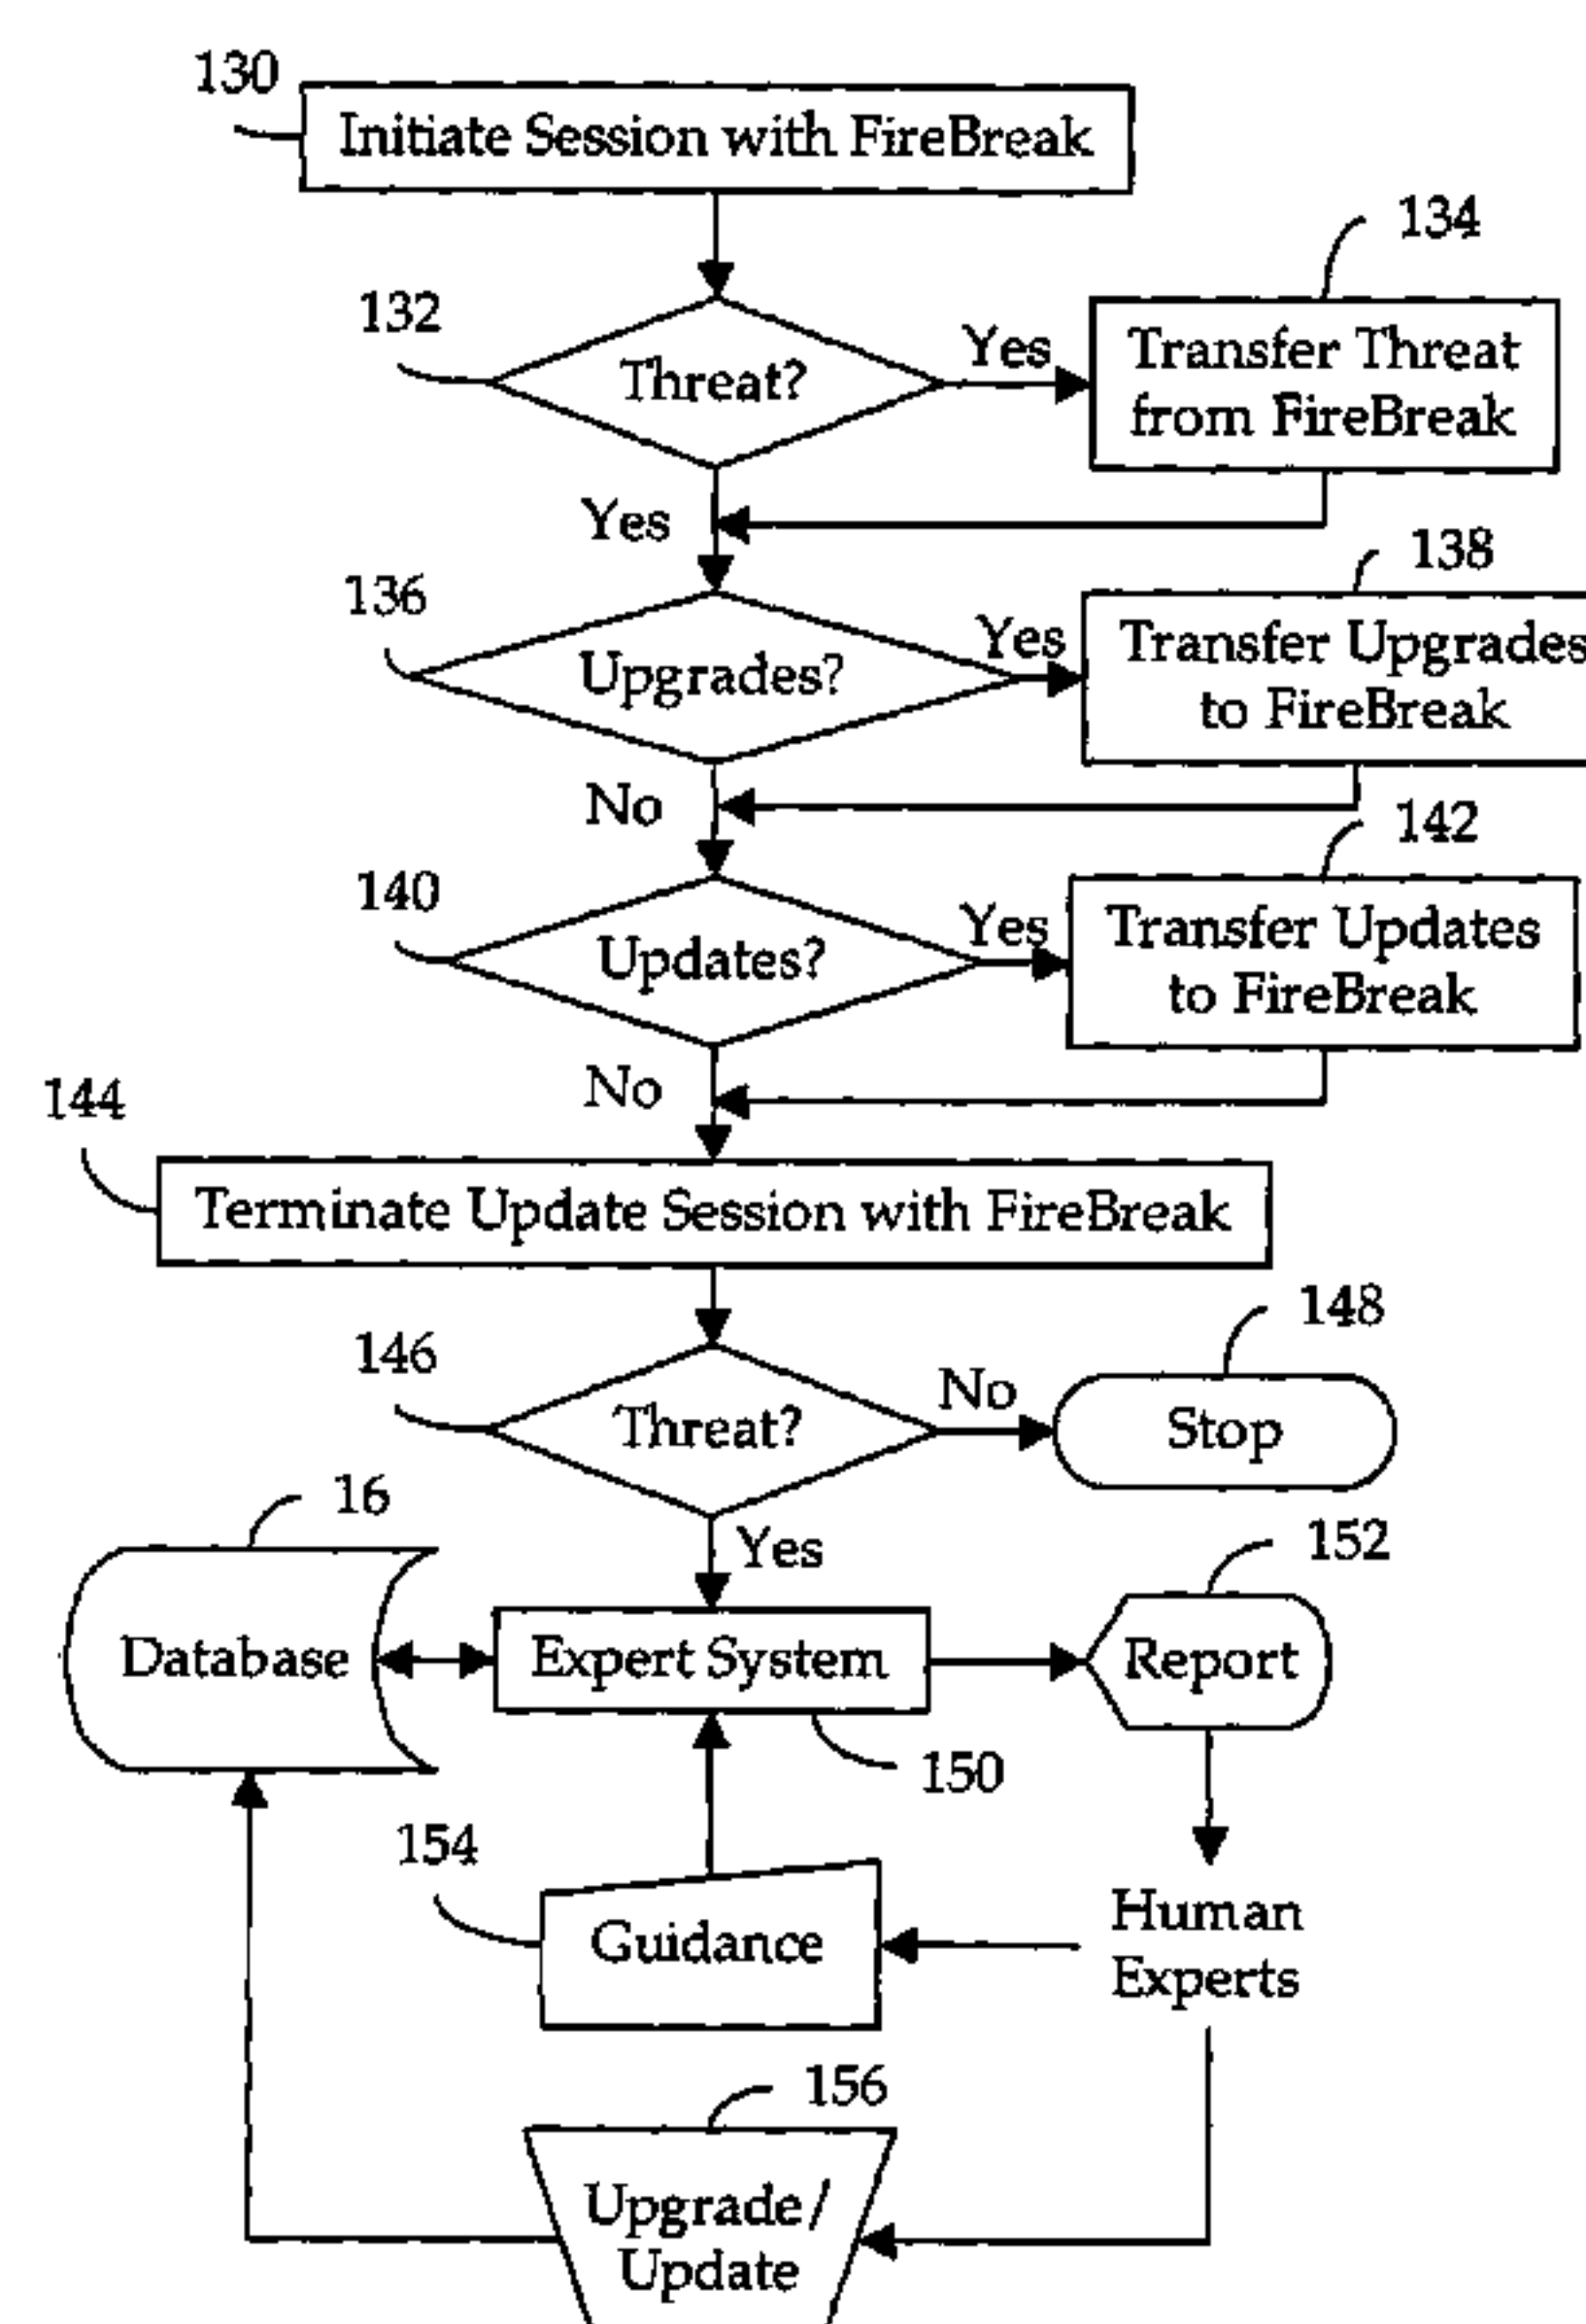 130
Initiate Session with FireBreak
134
132
Threat?
Yes
Transfer Threat
from FireBreak
Yes
138
136
Upgrades?
Yes
Transfer Upgrades
to FireBreak
No
142
140
Updates?
Yes
Transfer Updates
to FireBreak
No
144
Terminate Update Session with FireBreak
148
146
Threat?
No
Stop
16
Yes
152
Database
Expert System
Report
150
154
Guidance
Human
Experts
156
Upgrade/
Update